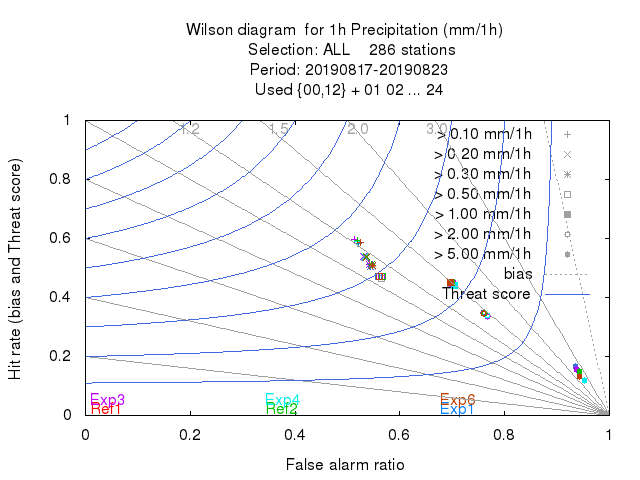 Wilson diagram  for 1h Precipitation (mm/1h)
Selection: ALL    286 stations
Period: 20190817-20190823
Used {00,12} + 01 02 ... 24
1.2 1.5 2.0 3.0
> 0.10 mm/1h
> 0.20 mm/1h
> 0.30 mm/1h
> 0.50 mm/1h
> 1.00 mm/1h
> 2.00 mm/1h
> 5.00 mm/1h
bias
Threat score
1
0.8
0.6
0.4
0.2
0
Hit rate (bias and Threat score)
Exp3 Exp4 Exp6
Ref1 Ref2 Exp1
0 0.2 0.4 0.6 0.8 1
False alarm ratio